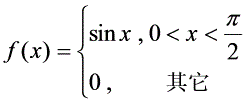 f(x) = { sin x , 0 < x < π/2
0 , 其它